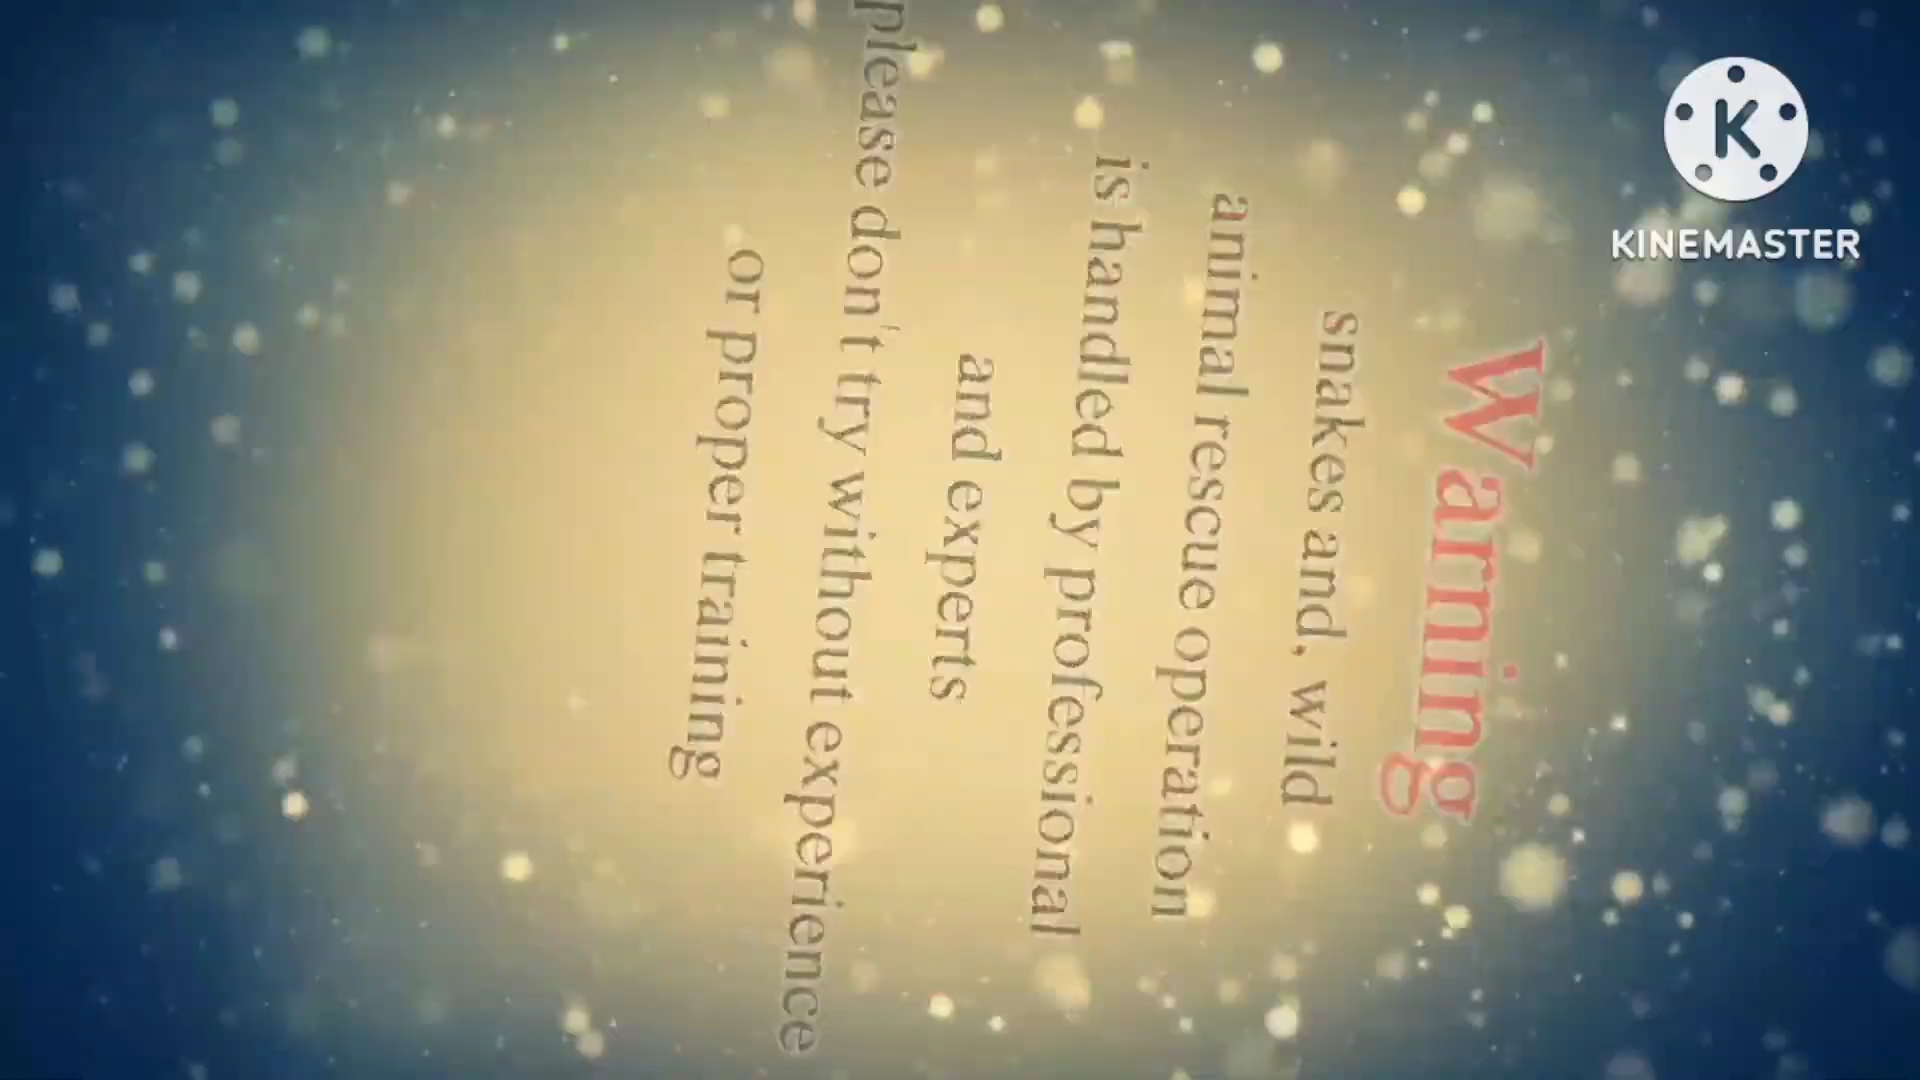 Warning
snakes and, wild
animal rescue operation
is handled by professional
and experts
please don't try without experience
or proper training
K
KINEMASTER